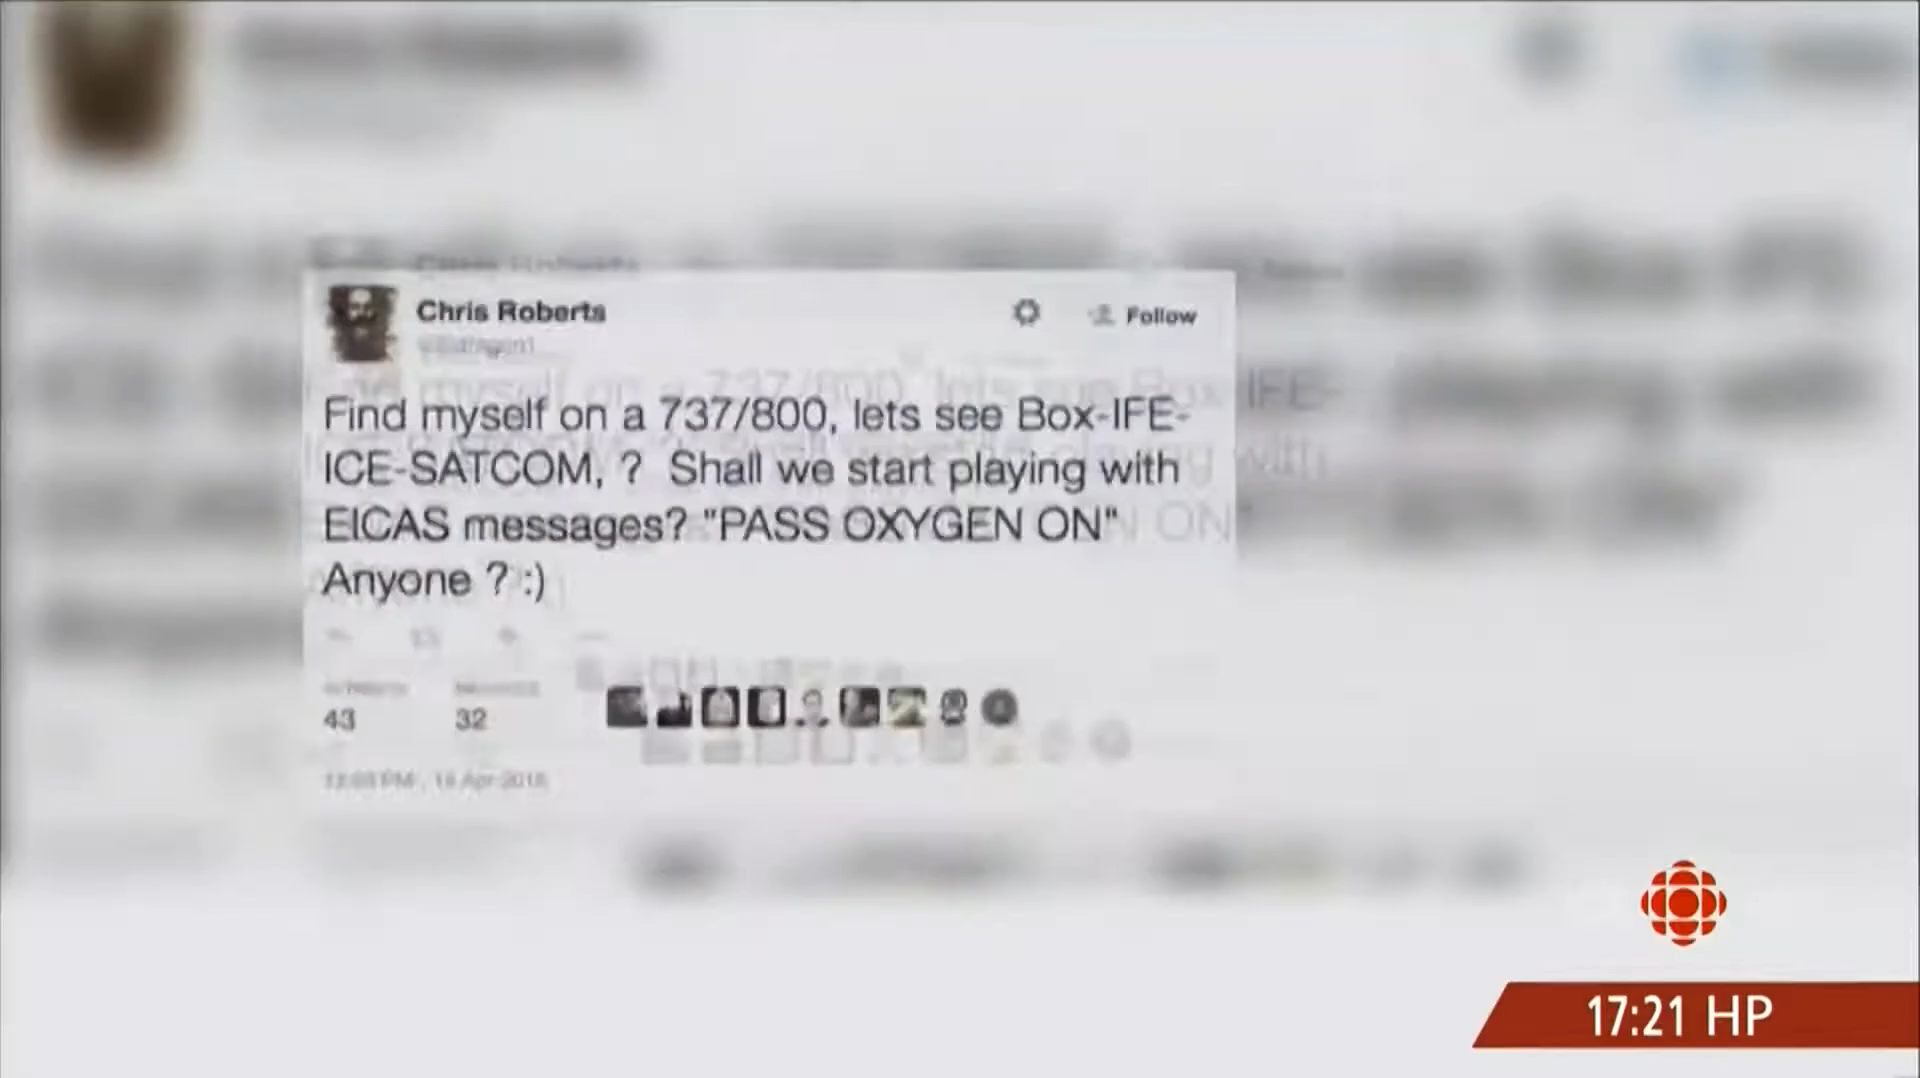 Chris Roberts
Follow
Find myself on a 737/800, lets see Box-IFE-
ICE-SATCOM, ? Shall we start playing with
EICAS messages? "PASS OXYGEN ON"
Anyone ? :)
43
32
17:21 HP